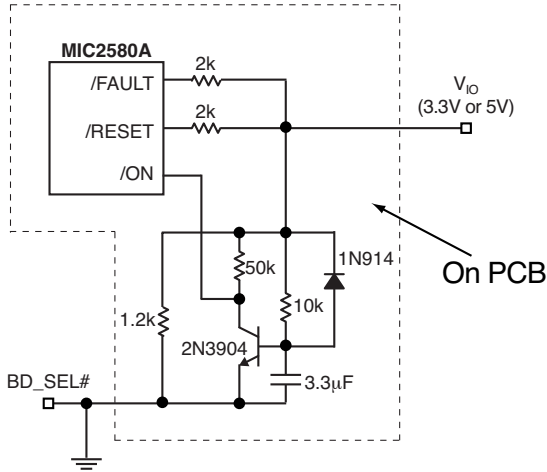 MIC2580A
/FAULT
2k
/RESET
2k
/ON
V_IO
(3.3V or 5V)
1N914
On PCB
50k
10k
1.2k
2N3904
3.3µF
BD_SEL#